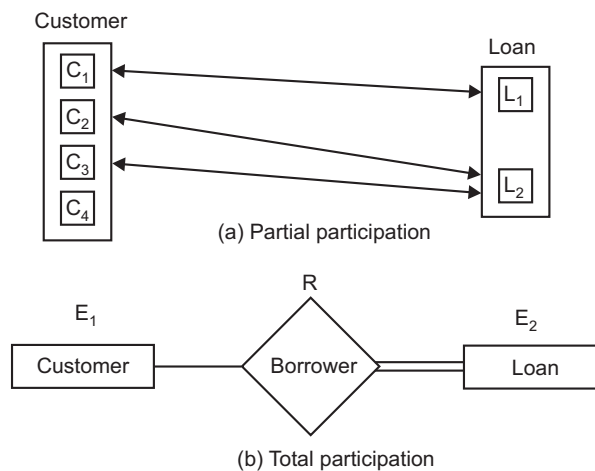 Customer
Loan
C1
L1
C2
C3
L2
C4
(a) Partial participation
R
E1
E2
Customer
Borrower
Loan
(b) Total participation